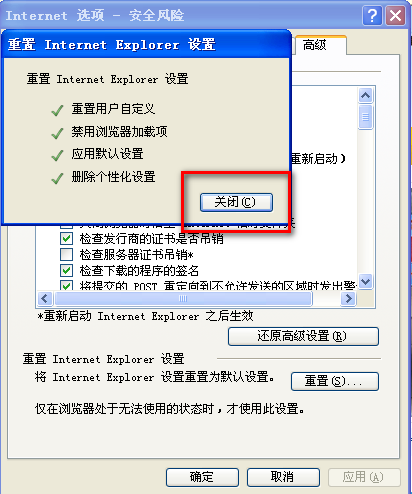 Internet 选项 - 安全风险
重置 Internet Explorer 设置
高级
重置 Internet Explorer 设置
重置用户自定义
禁用浏览器加载项
应用默认设置
重新启动)
删除个性化设置
关闭(C)
检查发行商的证书是否吊销
检查服务器证书吊销*
检查下载的程序的签名
将提交的 POST 重定向到不允许发送的区域时发出警
*重新启动 Internet Explorer 之后生效
还原高级设置(R)
重置 Internet Explorer 设置
将 Internet Explorer 设置重置为默认设置。
重置(S)...
仅在浏览器处于无法使用的状态时,才使用此设置。
确定
取消
应用(A)